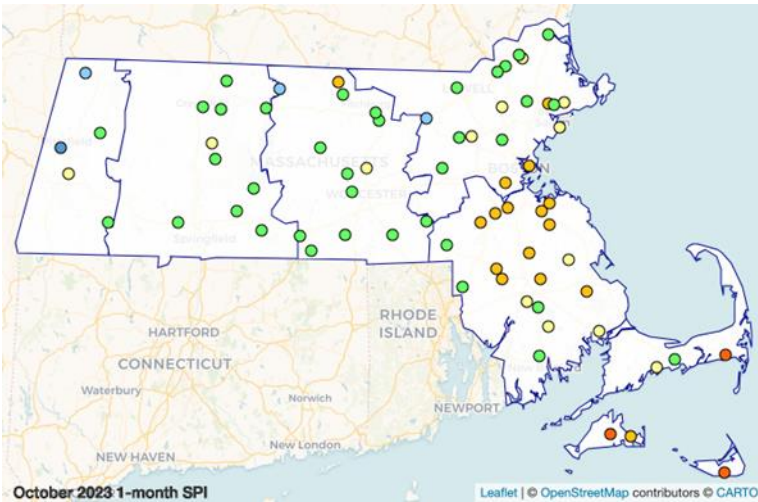 LOWELL
MASSACHUSETTS
BOSTON
WORCESTER
Springfield
RHODE
ISLAND
HARTFORD
CONNECTICUT
Waterbury
Norwich
NEWPORT
New London
NEW HAVEN
October 2023 1-month SPI
Leaflet | © OpenStreetMap contributors © CARTO